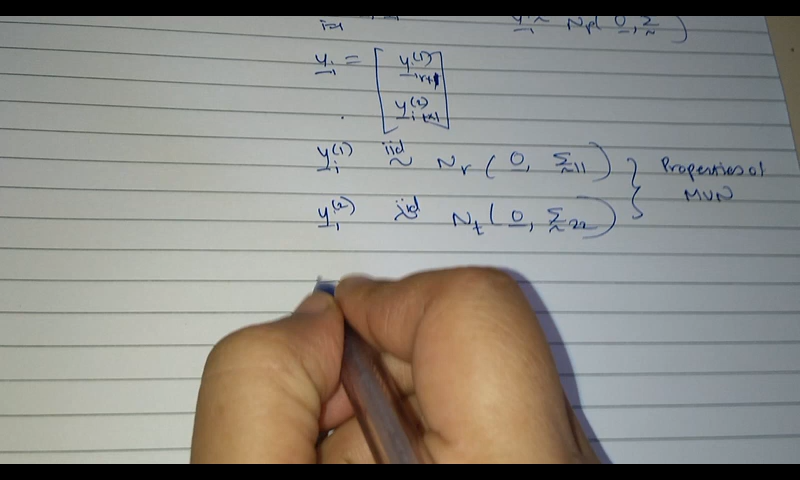 i=1 y_i ~ N_p( 0, Σ )
y_i = [ y_i^(1) r×1
y_i^(2) t×1 ]
y_i^(1) iid ~ N_r ( 0, Σ_11 ) } Properties of
y_i^(2) iid ~ N_t ( 0, Σ_22 ) MVN